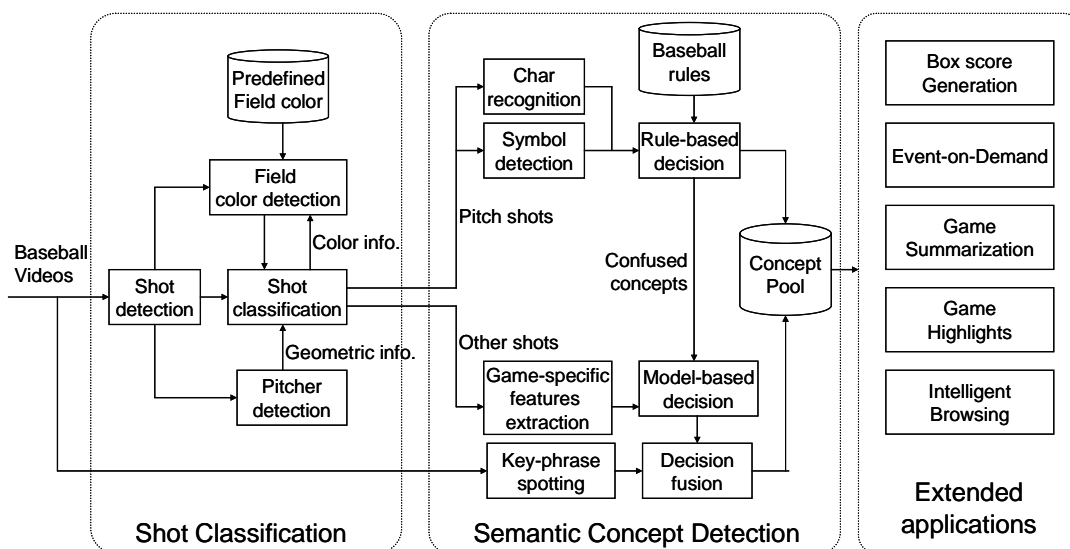 Baseball
Videos
Predefined
Field color
Field
color detection
Color info.
Shot
detection
Shot
classification
Geometric info.
Pitcher
detection
Shot Classification
Char
recognition
Symbol
detection
Baseball
rules
Rule-based
decision
Pitch shots
Confused
concepts
Concept
Pool
Other shots
Game-specific
features
extraction
Model-based
decision
Key-phrase
spotting
Decision
fusion
Semantic Concept Detection
Box score
Generation
Event-on-Demand
Game
Summarization
Game
Highlights
Intelligent
Browsing
Extended
applications